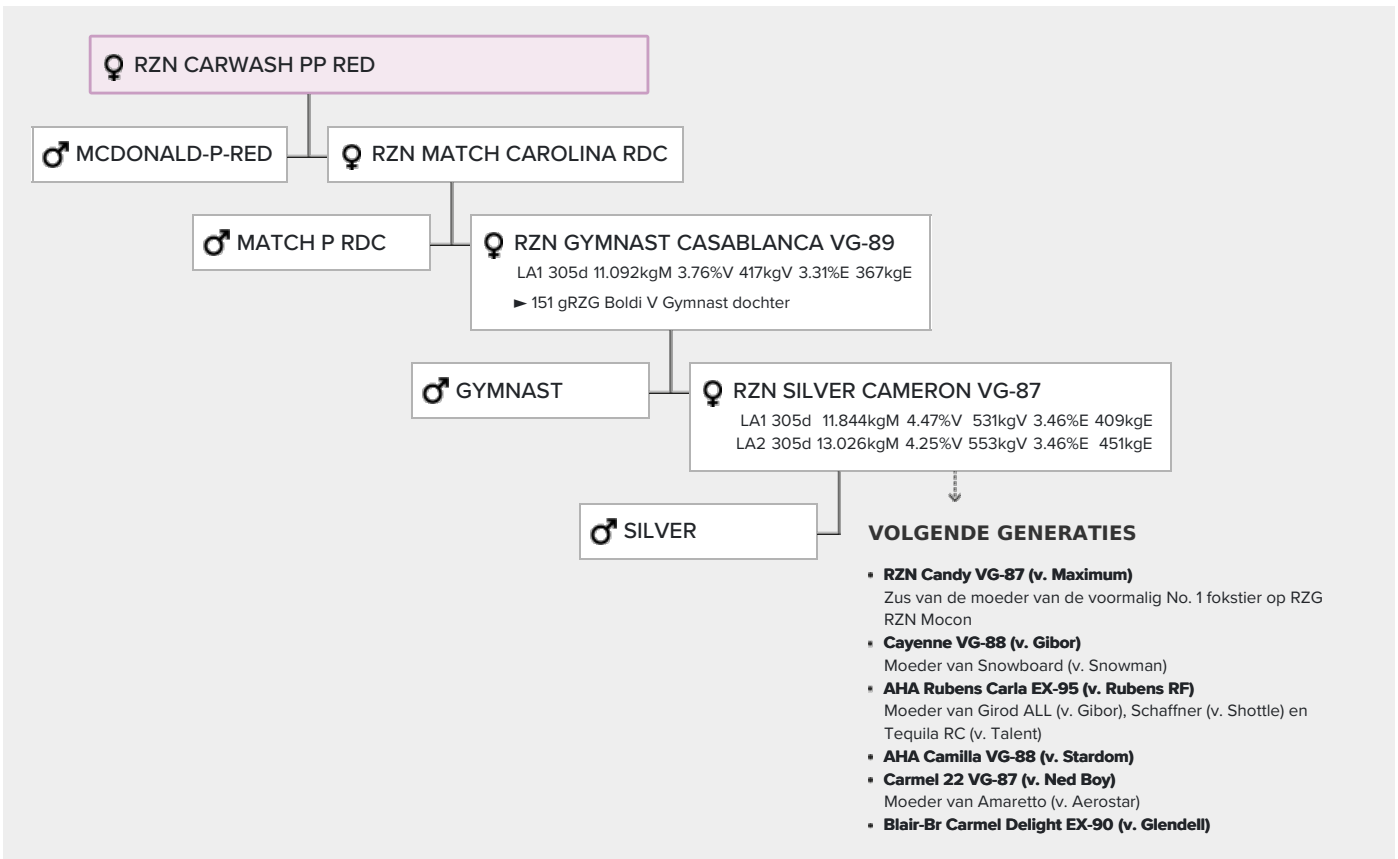 RZN CARWASH PP RED
MCDONALD-P-RED
RZN MATCH CAROLINA RDC
MATCH P RDC
RZN GYMNAST CASABLANCA VG-89
LA1 305d 11.092kgM 3.76%V 417kgV 3.31%E 367kgE
► 151 gRZG Boldi V Gymnast dochter
GYMNAST
RZN SILVER CAMERON VG-87
LA1 305d 11.844kgM 4.47%V 531kgV 3.46%E 409kgE
LA2 305d 13.026kgM 4.25%V 553kgV 3.46%E 451kgE
SILVER
VOLGENDE GENERATIES
• RZN Candy VG-87 (v. Maximum)
Zus van de moeder van de voormalig No. 1 fokstier op RZG
RZN Mocon
• Cayenne VG-88 (v. Gibor)
Moeder van Snowboard (v. Snowman)
• AHA Rubens Carla EX-95 (v. Rubens RF)
Moeder van Girod ALL (v. Gibor), Schaffner (v. Shottle) en
Tequila RC (v. Talent)
• AHA Camilla VG-88 (v. Stardom)
• Carmel 22 VG-87 (v. Ned Boy)
Moeder van Amaretto (v. Aerostar)
• Blair-Br Carmel Delight EX-90 (v. Glendell)